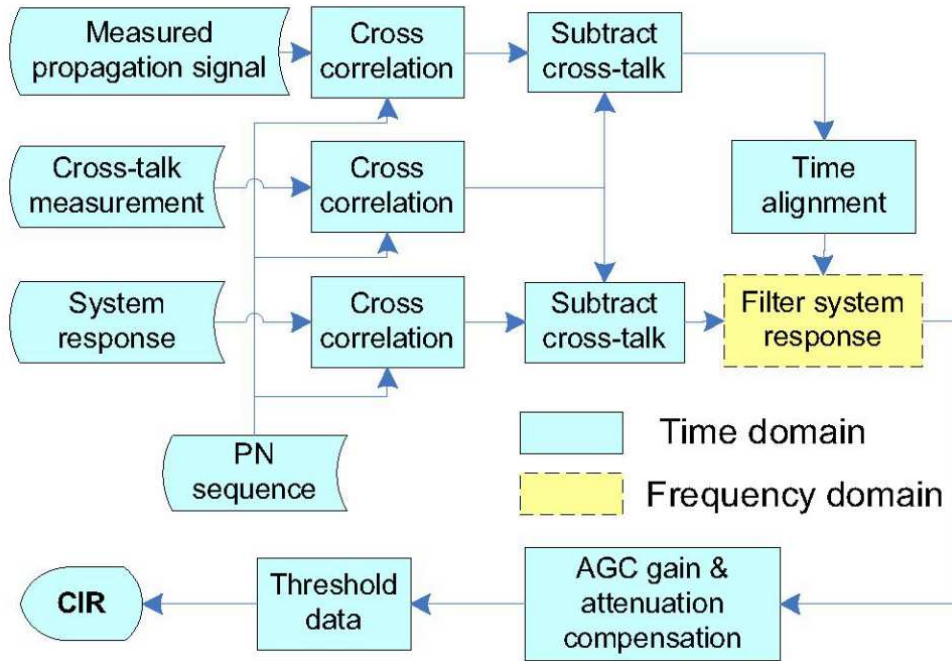 Measured
propagation signal
Cross
correlation
Subtract
cross-talk
Cross-talk
measurement
Cross
correlation
Time
alignment
System
response
Cross
correlation
Subtract
cross-talk
Filter system
response
PN
sequence
Time domain
Frequency domain
CIR
Threshold
data
AGC gain &
attenuation
compensation